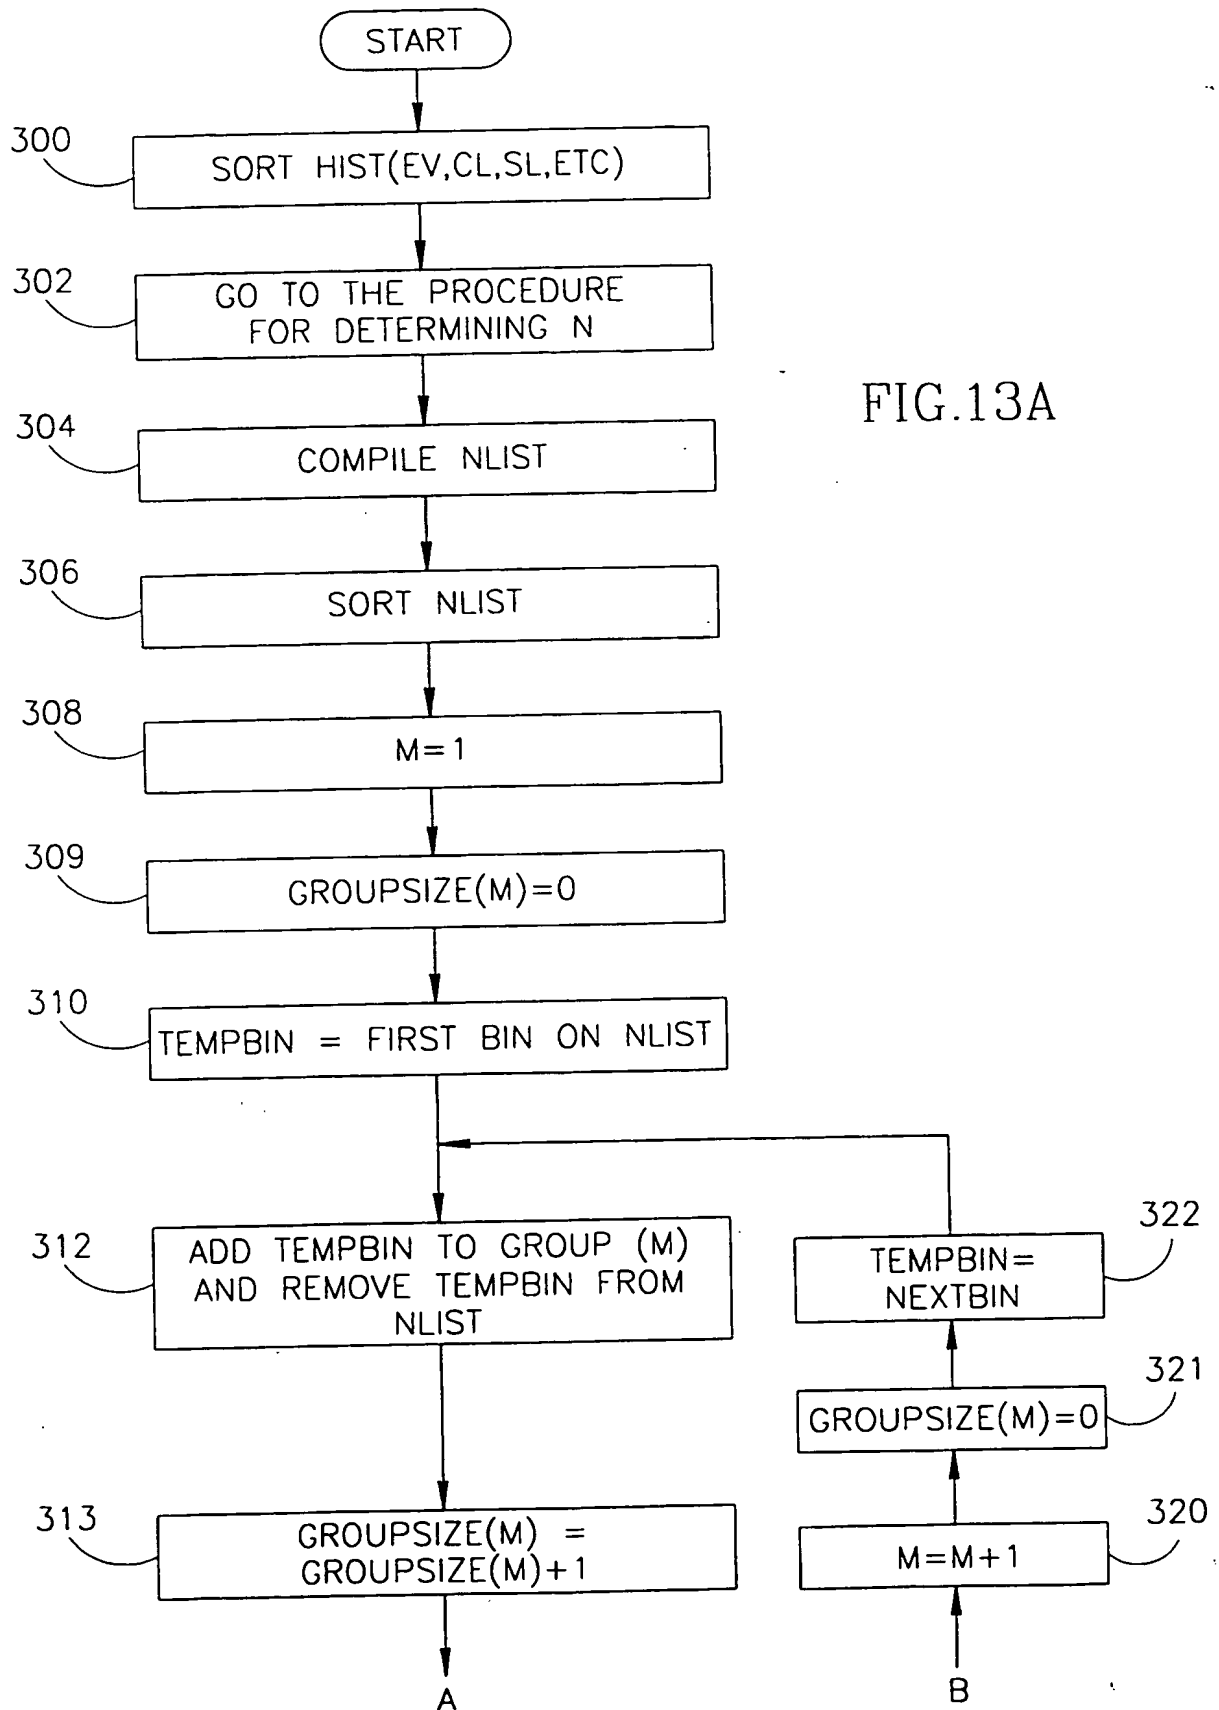 START
300
SORT HIST(EV,CL,SL,ETC)
302
GO TO THE PROCEDURE
FOR DETERMINING N
FIG.13A
304
COMPILE NLIST
306
SORT NLIST
308
M=1
309
GROUPSIZE(M)=0
310
TEMPBIN = FIRST BIN ON NLIST
312
ADD TEMPBIN TO GROUP (M)
AND REMOVE TEMPBIN FROM
NLIST
322
TEMPBIN=
NEXTBIN
321
GROUPSIZE(M)=0
313
GROUPSIZE(M) =
GROUPSIZE(M)+1
320
M=M+1
A
B